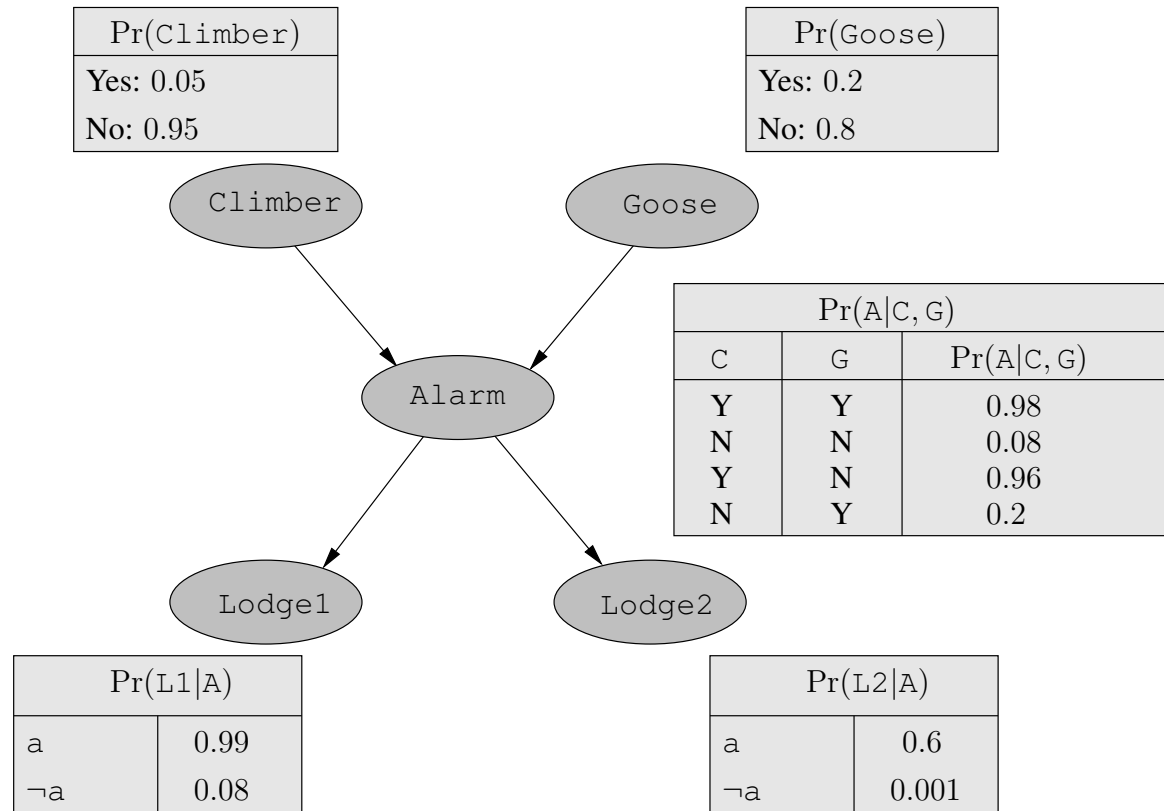 Pr(Climber)
Yes: 0.05
No: 0.95
Pr(Goose)
Yes: 0.2
No: 0.8
Climber
Goose
Pr(A|C, G)
C G Pr(A|C, G)
Y Y 0.98
N N 0.08
Y N 0.96
N Y 0.2
Alarm
Lodge1
Lodge2
Pr(L1|A)
a 0.99
¬a 0.08
Pr(L2|A)
a 0.6
¬a 0.001